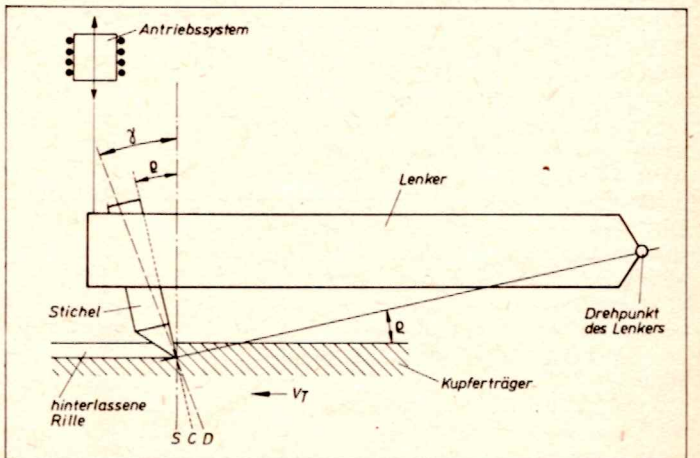 Antriebssystem
γ
ϱ
Lenker
Stichel
ϱ
Drehpunkt
des Lenkers
Kupferträger
hinterlassene
Rille
V_T
S C D